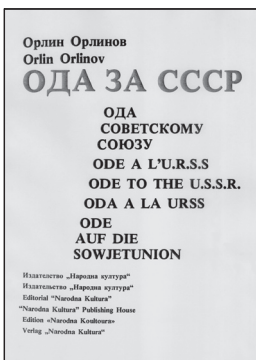 Орлин Орлинов
Orlin Orlinov
ОДА ЗА СССР
ОДА
СОВЕТСКОМУ
СОЮЗУ
ODE A L'U.R.S.S
ODE TO THE U.S.S.R.
ODA A LA URSS
ODE
AUF DIE
SOWJETUNION
Издателство „Народна култура“
Издательство „Народна култура“
Editorial “Narodna Kultura”
“Narodna Kultura” Publishing House
Edition «Narodna Koultoura»
Verlag „Narodna Kultura“